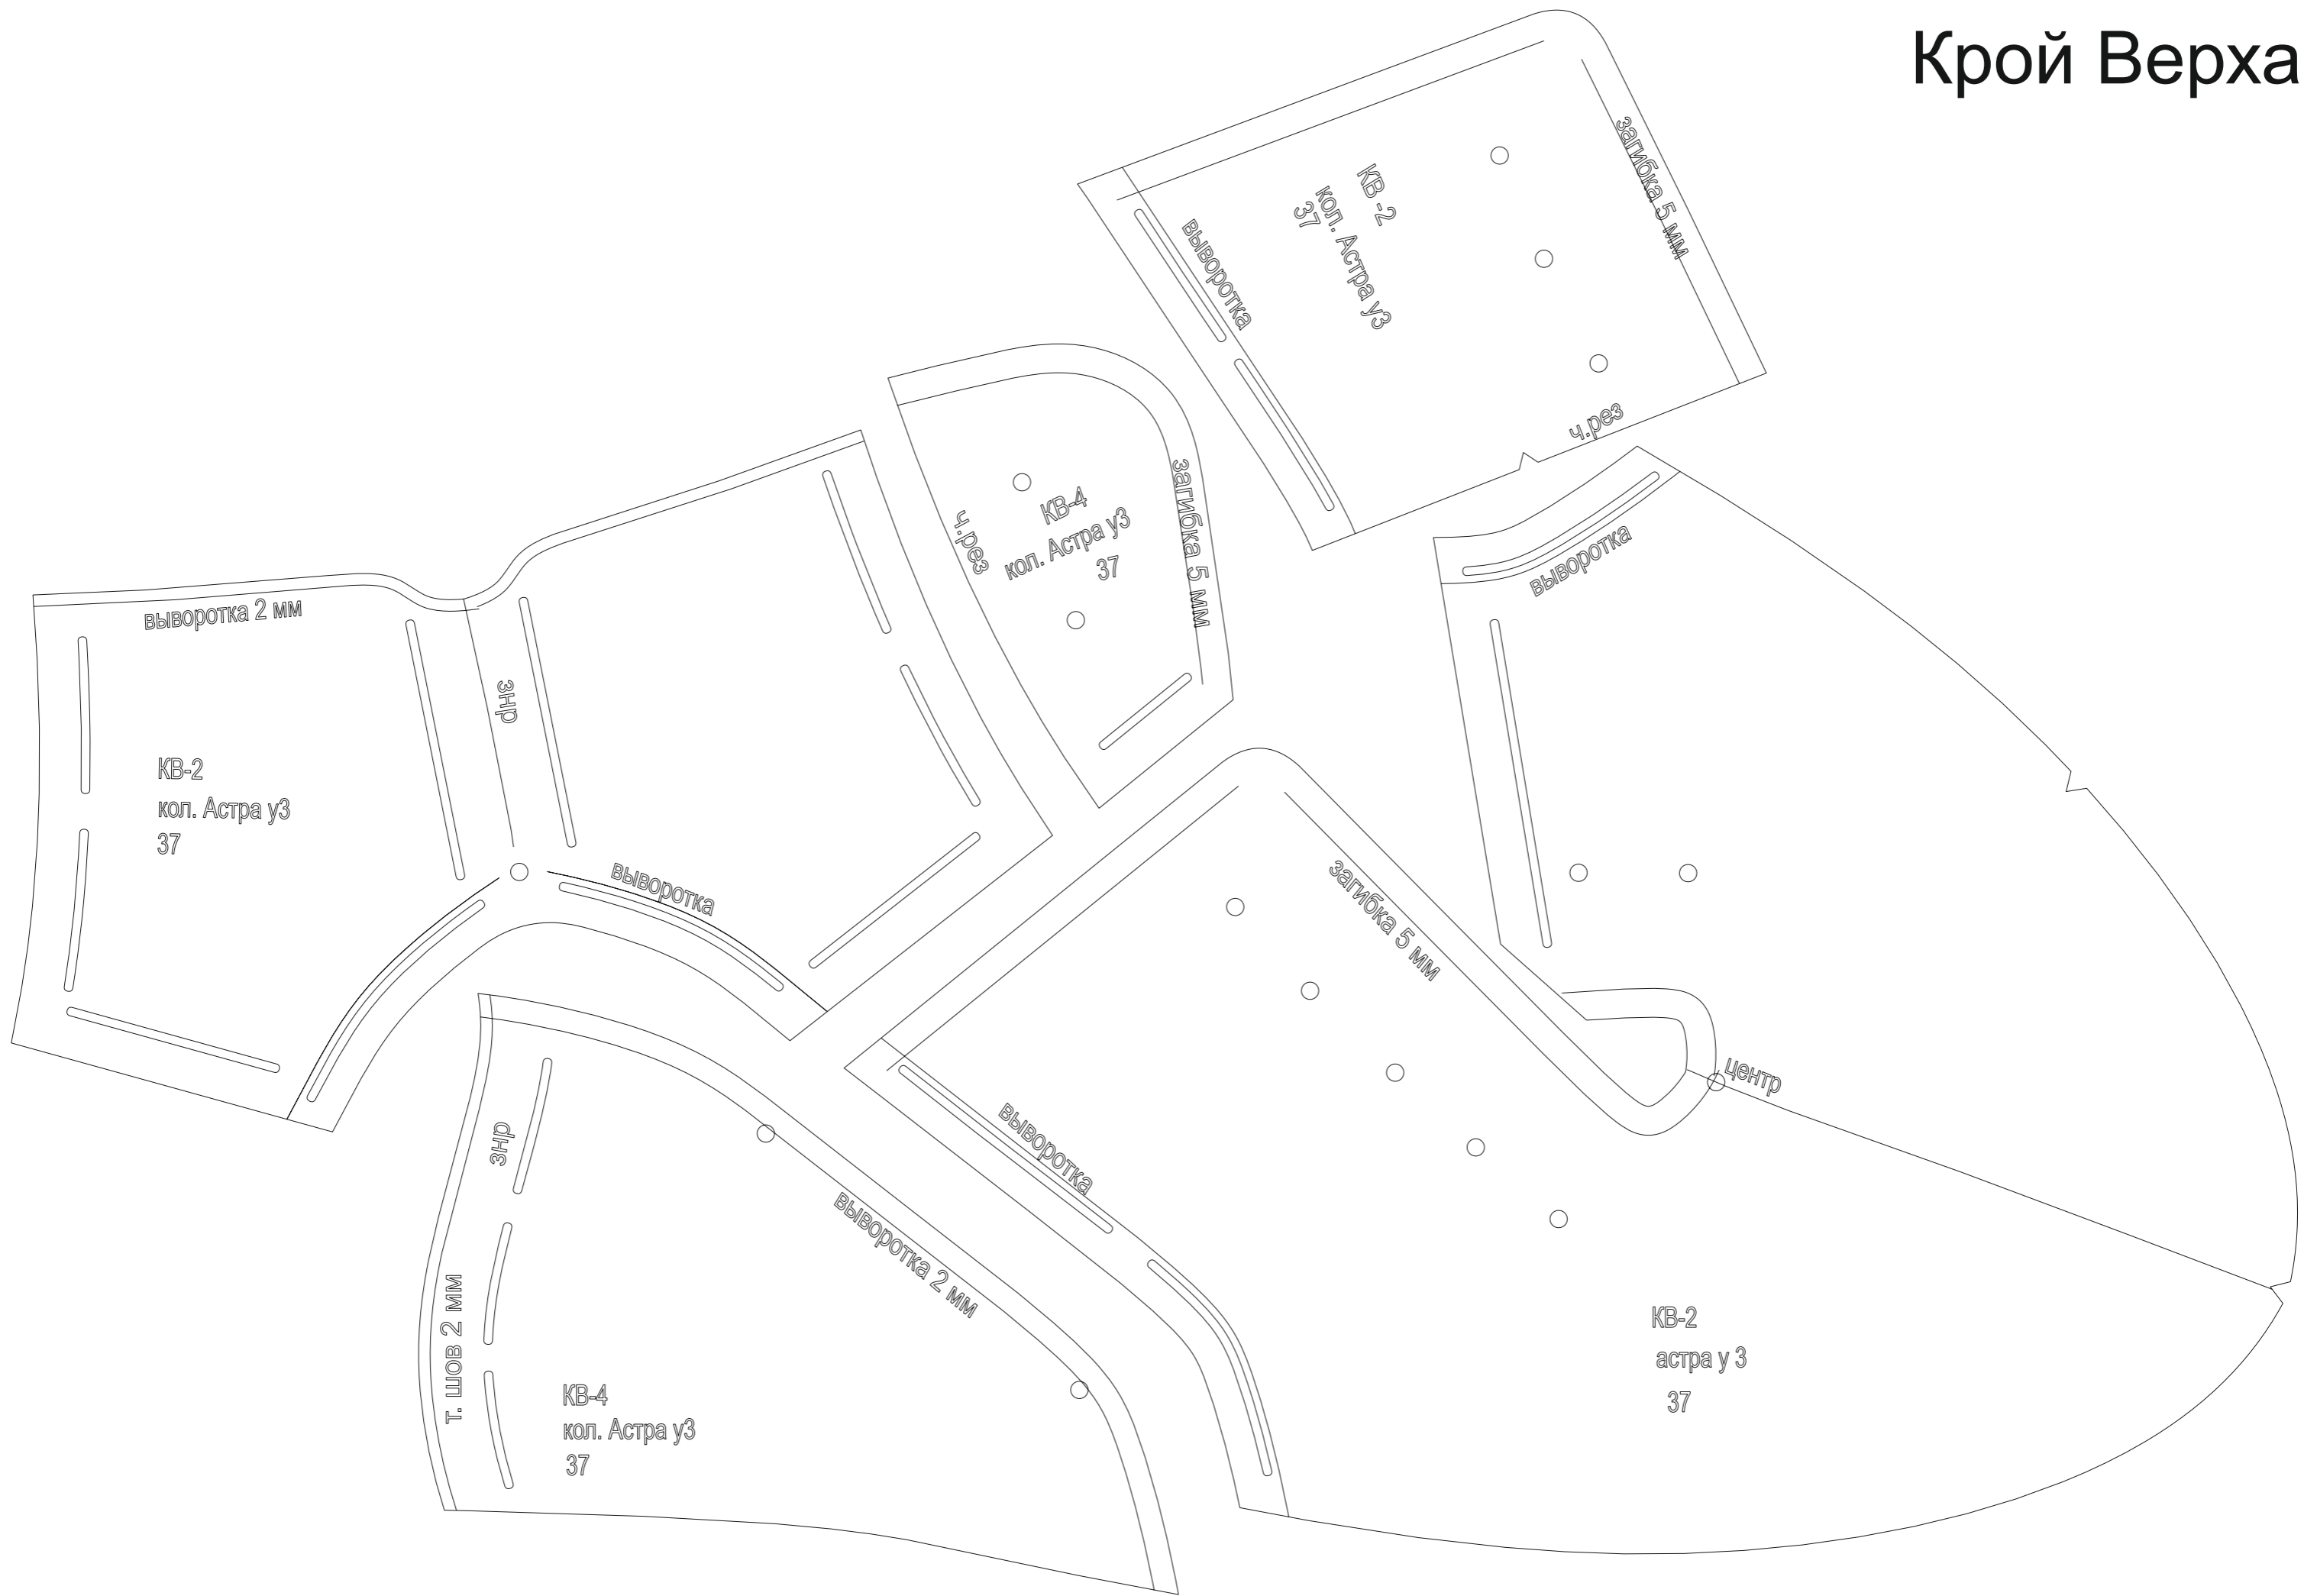 Крой Верха
загибка 5 мм
КВ -2
кол. Астра у3
37
выворотка
ч.рез
загибка 5 мм
КВ-4
кол. Астра у3
37
ч.рез
выворотка
выворотка 2 мм
знр
КВ-2
кол. Астра у3
37
выворотка
загибка 5 мм
центр
выворотка
знр
выворотка 2 мм
т. шов 2 мм
КВ-4
кол. Астра у3
37
КВ-2
астра у 3
37